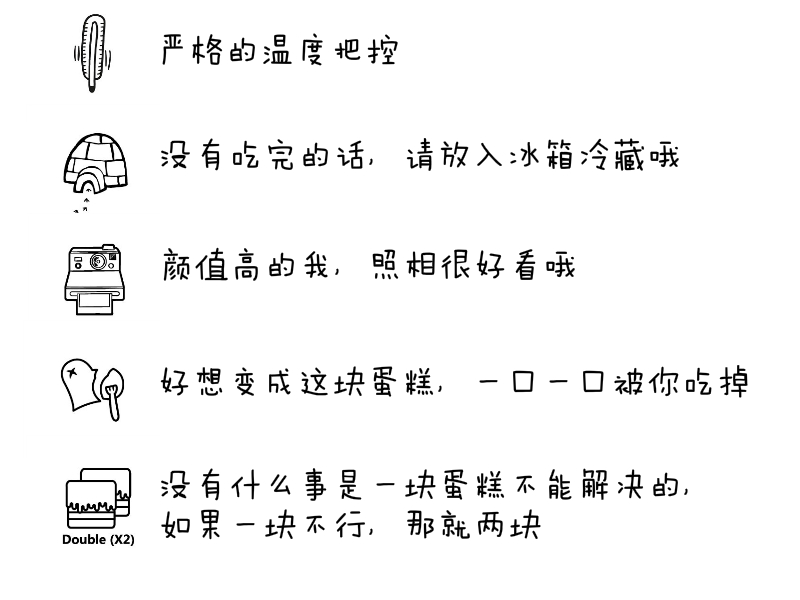 严格的温度把控
没有吃完的话，请放入冰箱冷藏哦
颜值高的我，照相很好看哦
好想变成这块蛋糕，一口一口被你吃掉
没有什么事是一块蛋糕不能解决的，
如果一块不行，那就两块
Double (X2)